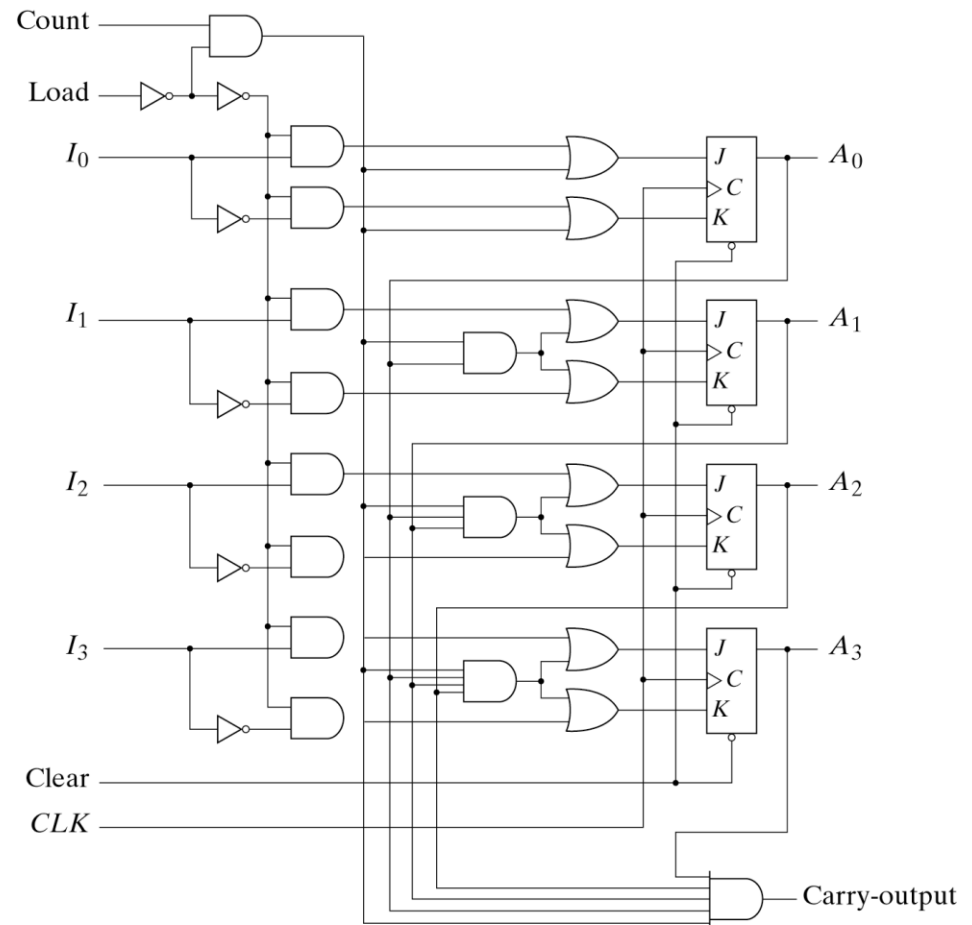 Count
Load
I0
J
A0
C
K
I1
J
A1
C
K
I2
J
A2
C
K
I3
J
A3
C
K
Clear
CLK
Carry-output